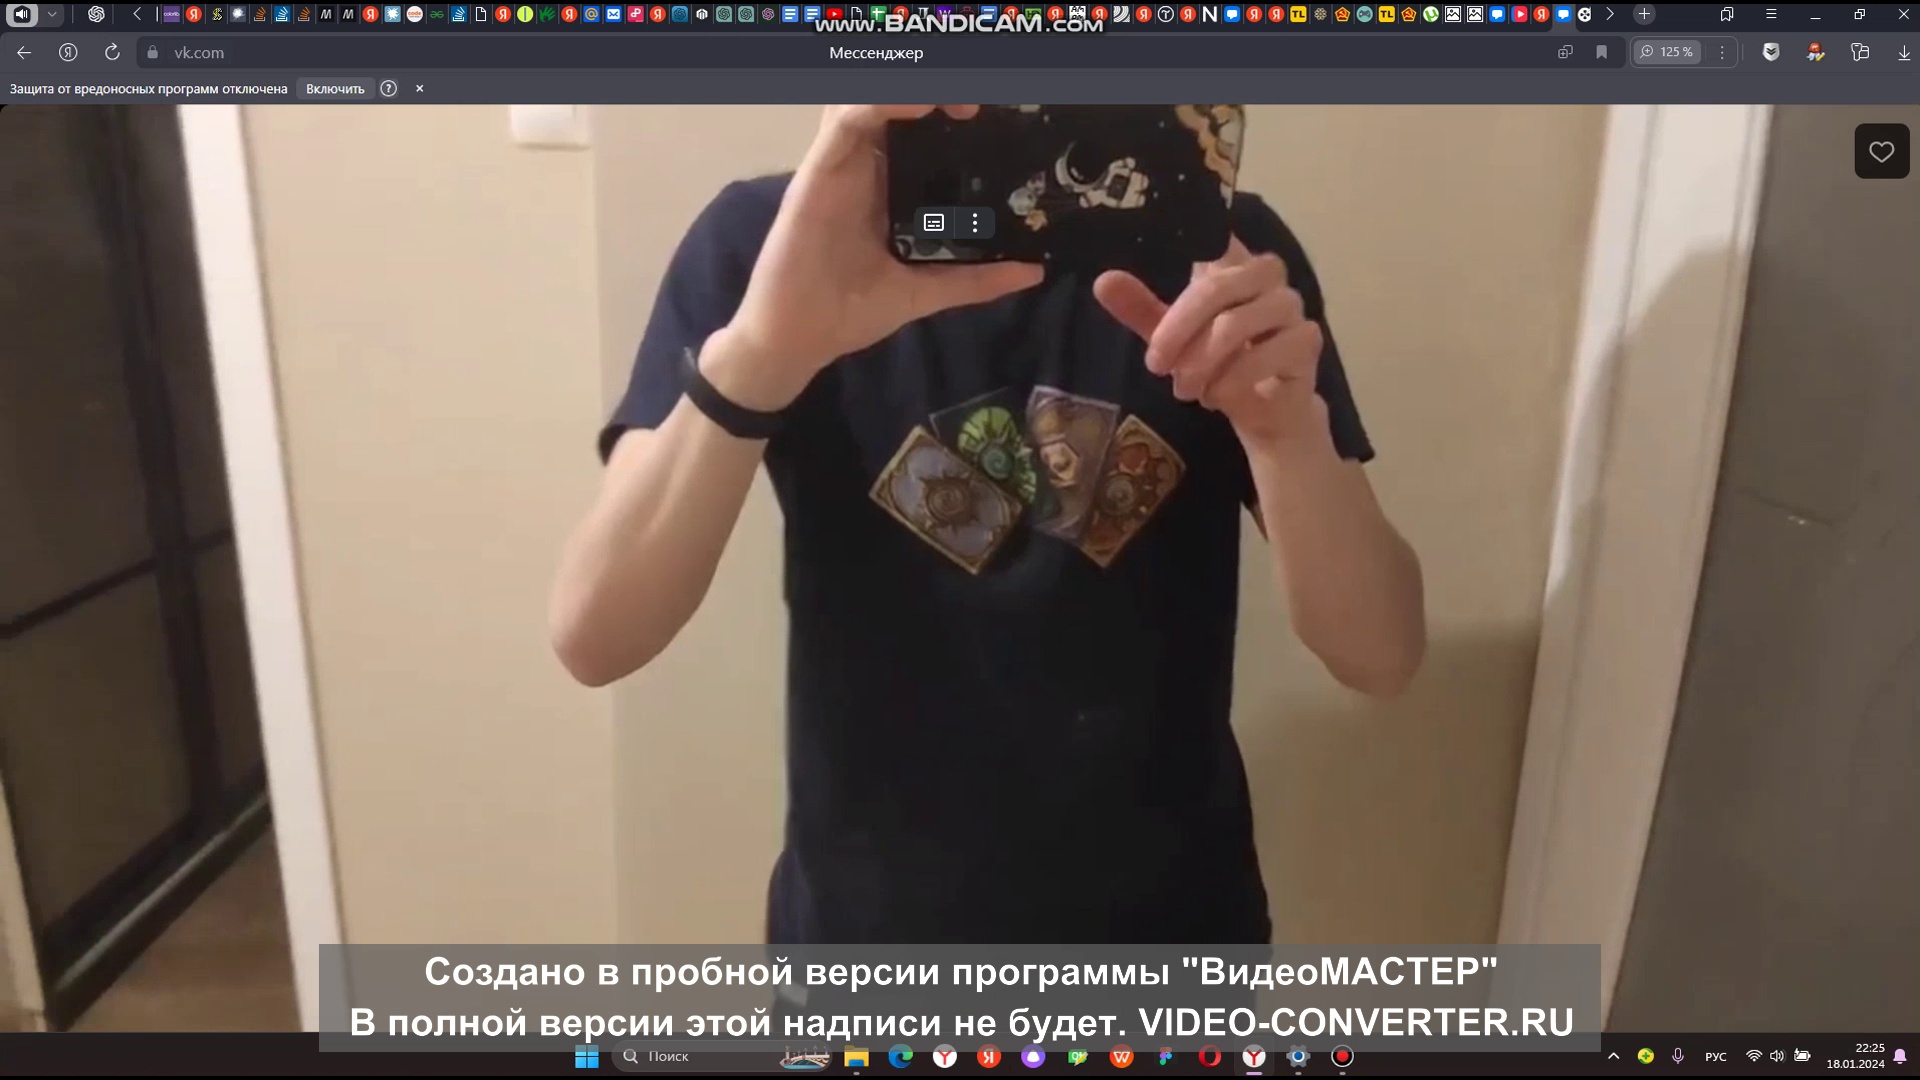 www.BANDICAM.com
vk.com
Мессенджер
125 %
Защита от вредоносных программ отключена
Включить
Создано в пробной версии программы "ВидеоМАСТЕР"
В полной версии этой надписи не будет. VIDEO-CONVERTER.RU
Поиск
РУС
22:25
18.01.2024